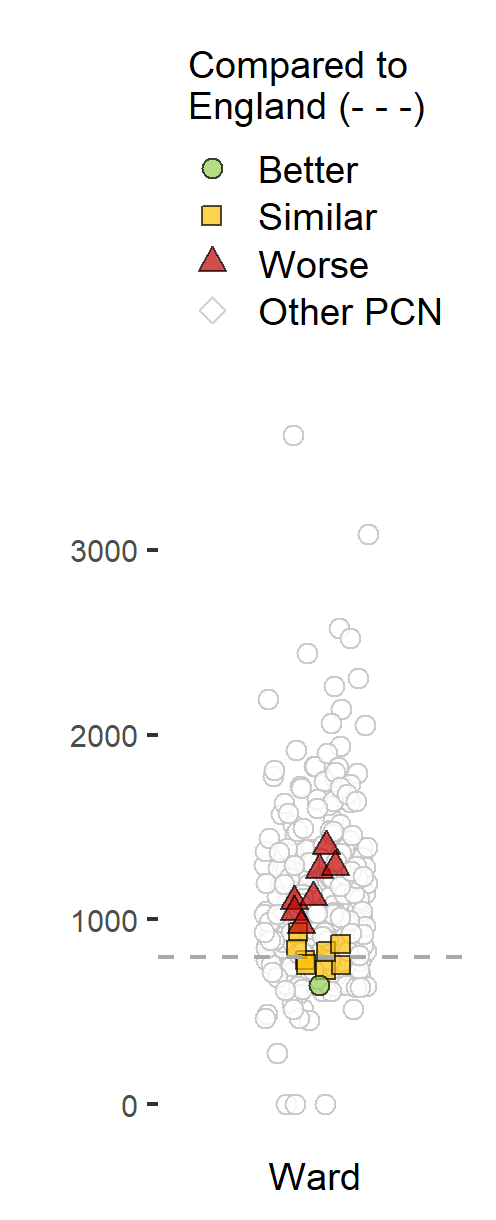 Compared to
England (- - -)
Better
Similar
Worse
Other PCN
3000
2000
1000
0
Ward